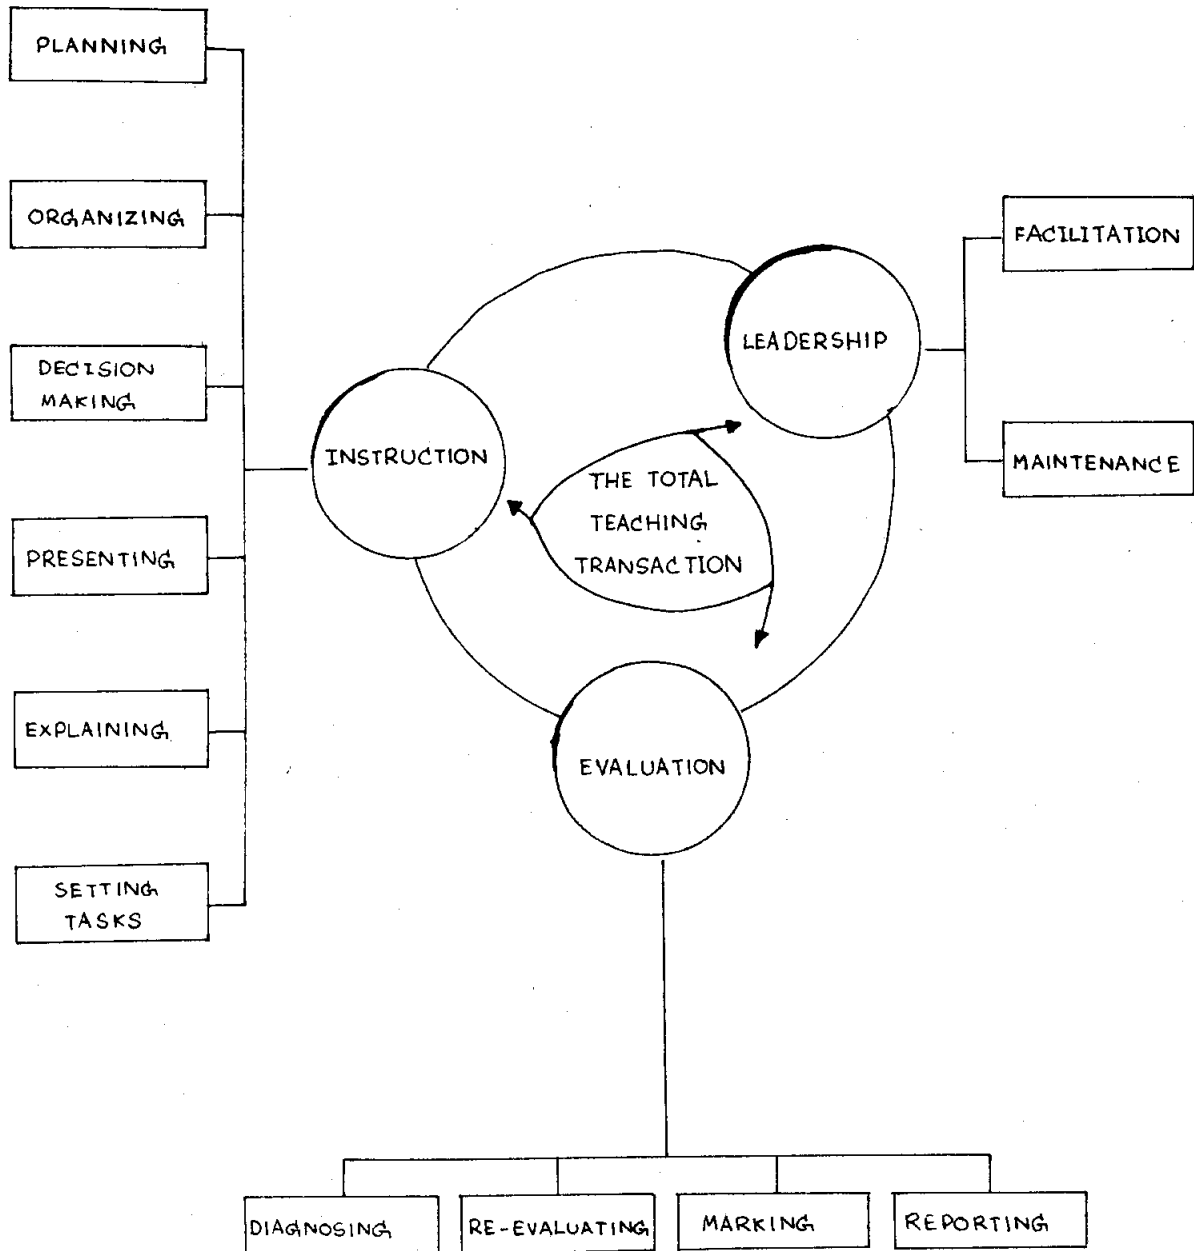 PLANNING
ORGANIZING
DECISION
MAKING
PRESENTING
EXPLAINING
SETTING
TASKS
INSTRUCTION
LEADERSHIP
FACILITATION
MAINTENANCE
THE TOTAL
TEACHING
TRANSACTION
EVALUATION
DIAGNOSING
RE-EVALUATING
MARKING
REPORTING